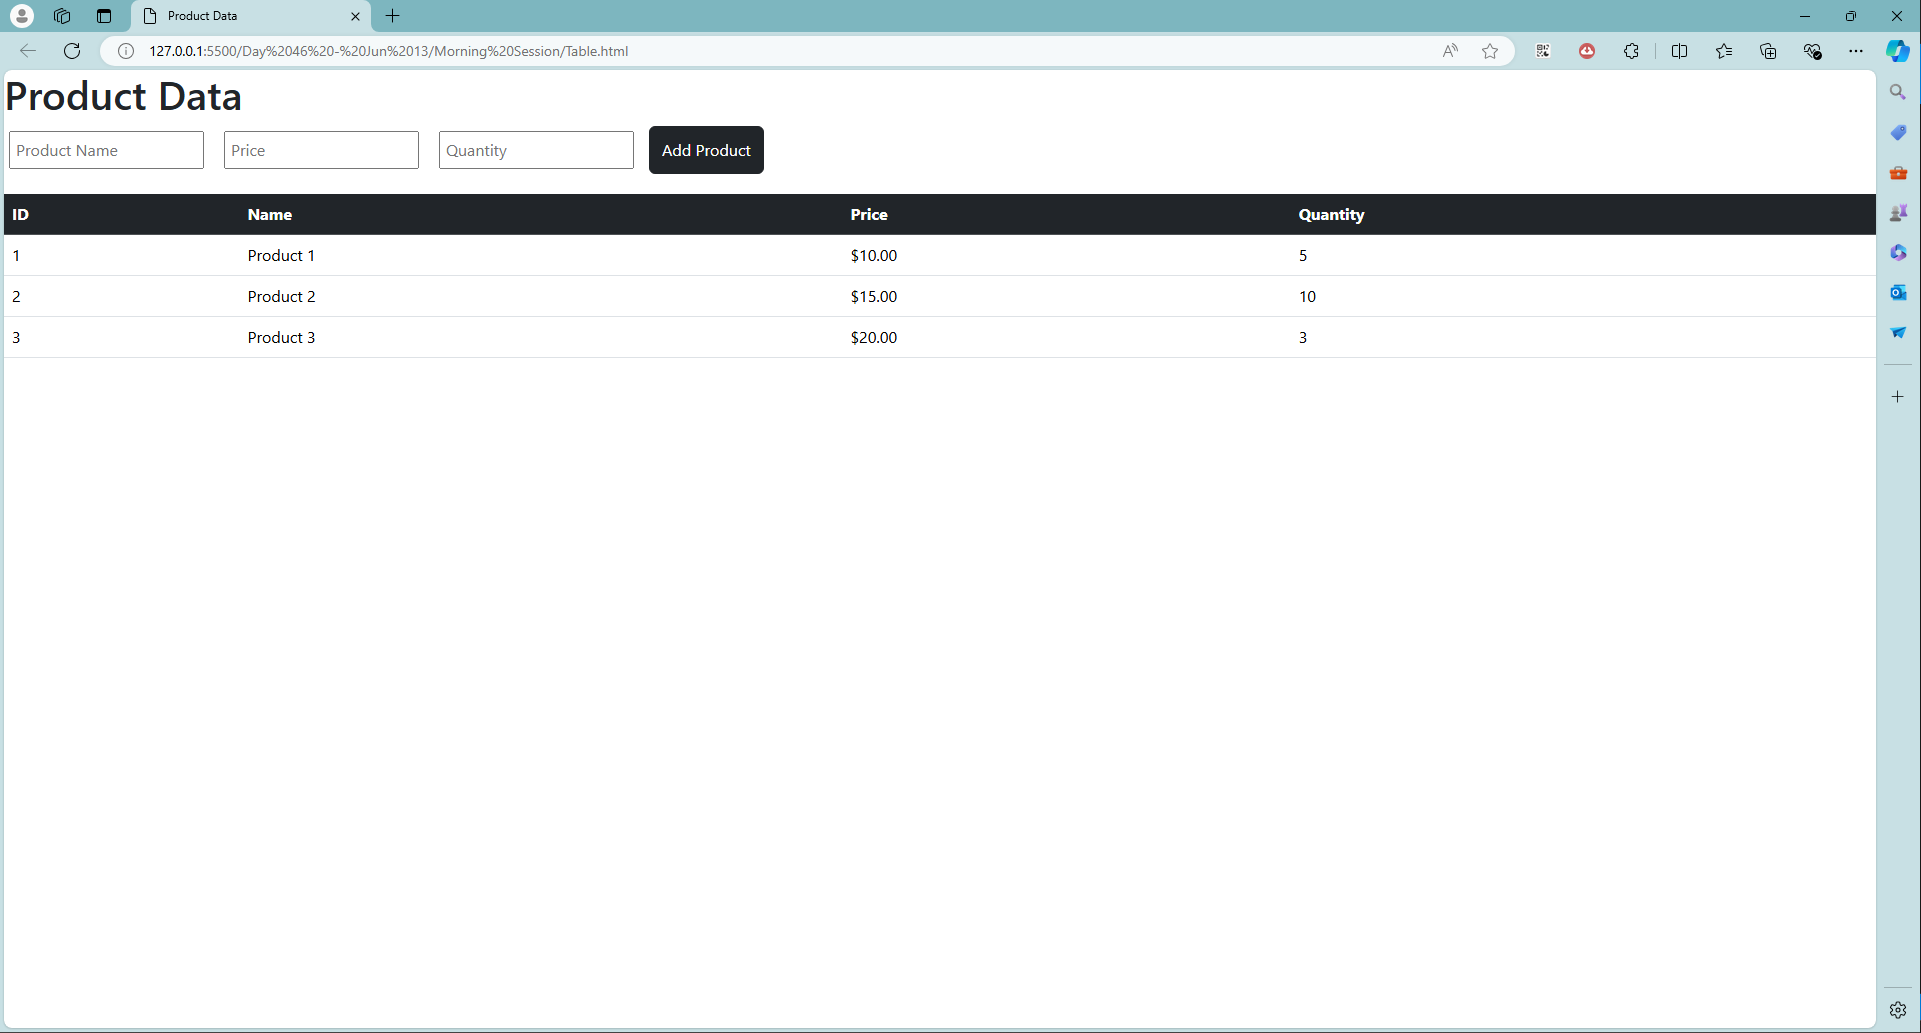 Product Data
127.0.0.1:5500/Day%2046%20-%20Jun%2013/Morning%20Session/Table.html
Product Data
Product Name Price Quantity Add Product
ID Name Price Quantity
1 Product 1 $10.00 5
2 Product 2 $15.00 10
3 Product 3 $20.00 3